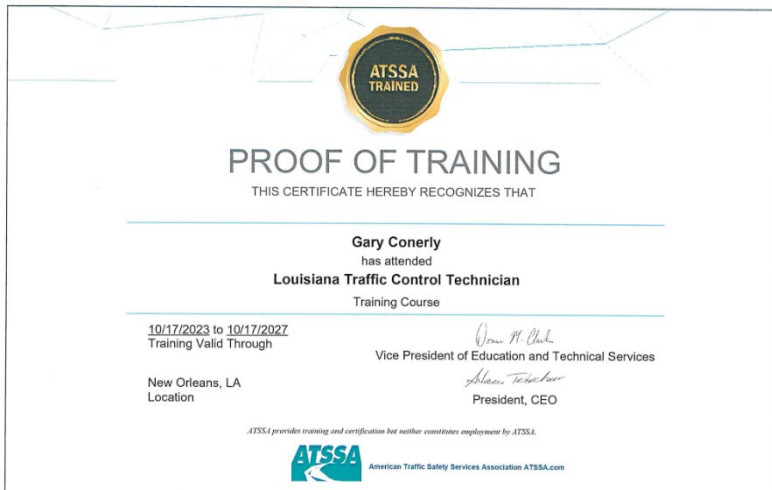 ATSSA
TRAINED
PROOF OF TRAINING
THIS CERTIFICATE HEREBY RECOGNIZES THAT
Gary Conerly
has attended
Louisiana Traffic Control Technician
Training Course
10/17/2023 to 10/17/2027
Training Valid Through
Vice President of Education and Technical Services
New Orleans, LA
Location
President, CEO
ATSSA provides training and certification but neither constitutes employment by ATSSA.
ATSSA
American Traffic Safety Services Association ATSSA.com